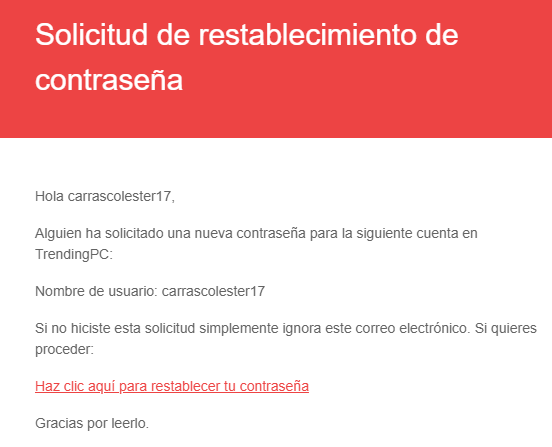 Solicitud de restablecimiento de
contraseña
Hola carrascolester17,
Alguien ha solicitado una nueva contraseña para la siguiente cuenta en
TrendingPC:
Nombre de usuario: carrascolester17
Si no hiciste esta solicitud simplemente ignora este correo electrónico. Si quieres
proceder:
Haz clic aquí para restablecer tu contraseña
Gracias por leerlo.